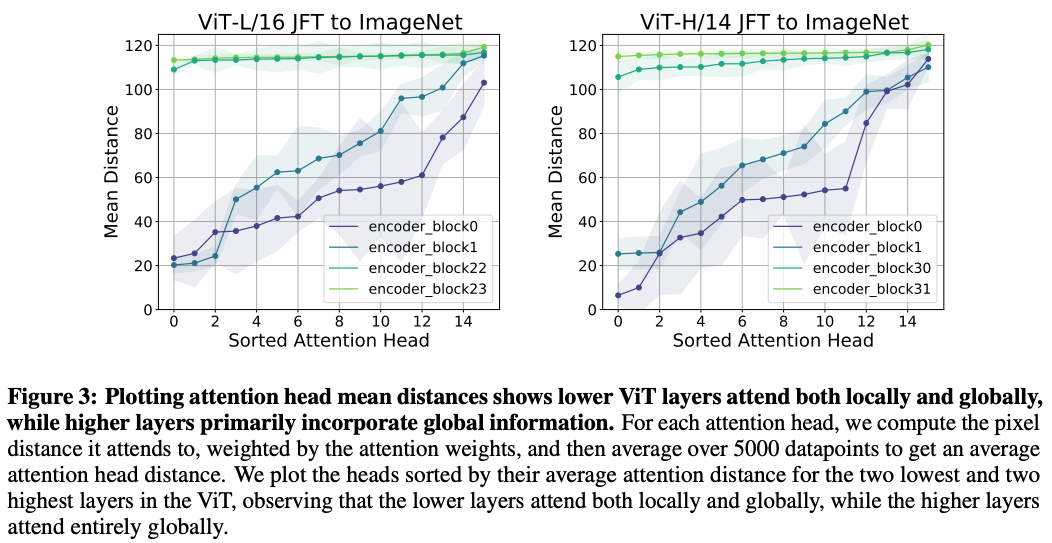 ViT-L/16 JFT to ImageNet
120
100
80
60
40
20
0
Mean Distance
encoder_block0
encoder_block1
encoder_block22
encoder_block23
0 2 4 6 8 10 12 14
Sorted Attention Head
ViT-H/14 JFT to ImageNet
120
100
80
60
40
20
0
Mean Distance
encoder_block0
encoder_block1
encoder_block30
encoder_block31
0 2 4 6 8 10 12 14
Sorted Attention Head
Figure 3: Plotting attention head mean distances shows lower ViT layers attend both locally and globally,
while higher layers primarily incorporate global information. For each attention head, we compute the pixel
distance it attends to, weighted by the attention weights, and then average over 5000 datapoints to get an average
attention head distance. We plot the heads sorted by their average attention distance for the two lowest and two
highest layers in the ViT, observing that the lower layers attend both locally and globally, while the higher layers
attend entirely globally.